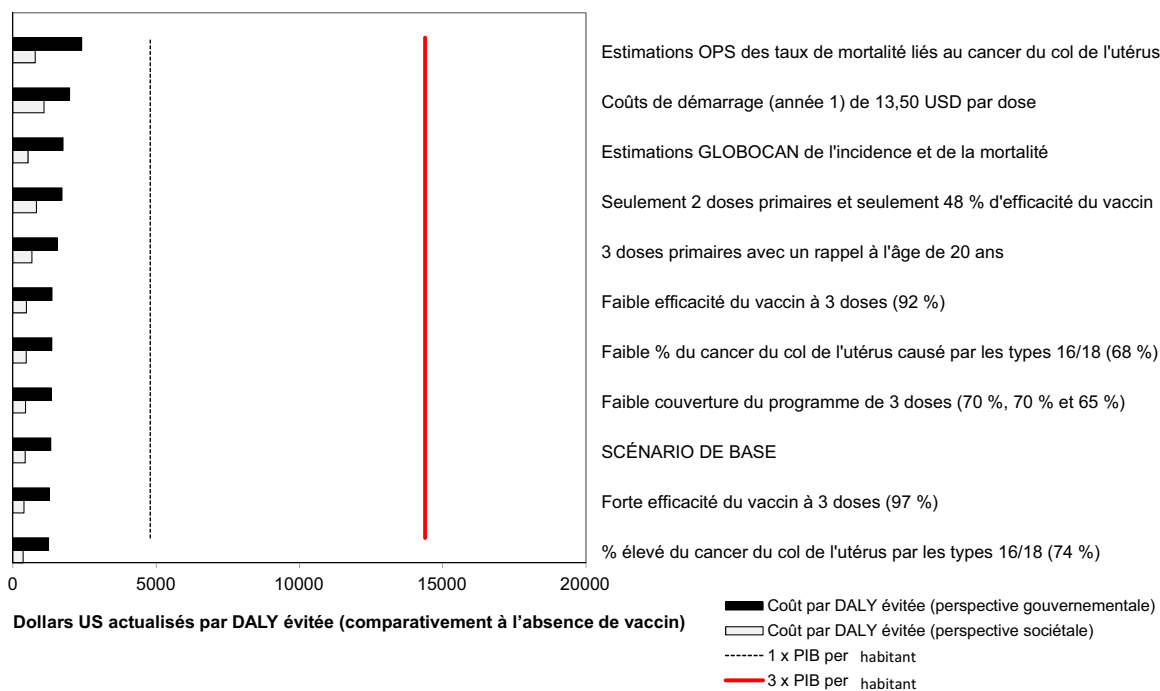 Estimations OPS des taux de mortalité liés au cancer du col de l'utérus
Coûts de démarrage (année 1) de 13,50 USD par dose
Estimations GLOBOCAN de l'incidence et de la mortalité
Seulement 2 doses primaires et seulement 48 % d'efficacité du vaccin
3 doses primaires avec un rappel à l'âge de 20 ans
Faible efficacité du vaccin à 3 doses (92 %)
Faible % du cancer du col de l'utérus causé par les types 16/18 (68 %)
Faible couverture du programme de 3 doses (70 %, 70 % et 65 %)
SCÉNARIO DE BASE
Forte efficacité du vaccin à 3 doses (97 %)
% élevé du cancer du col de l'utérus par les types 16/18 (74 %)
0 5000 10000 15000 20000
Dollars US actualisés par DALY évitée (comparativement à l’absence de vaccin)
Coût par DALY évitée (perspective gouvernementale)
Coût par DALY évitée (perspective sociétale)
1 x PIB per habitant
3 x PIB per habitant